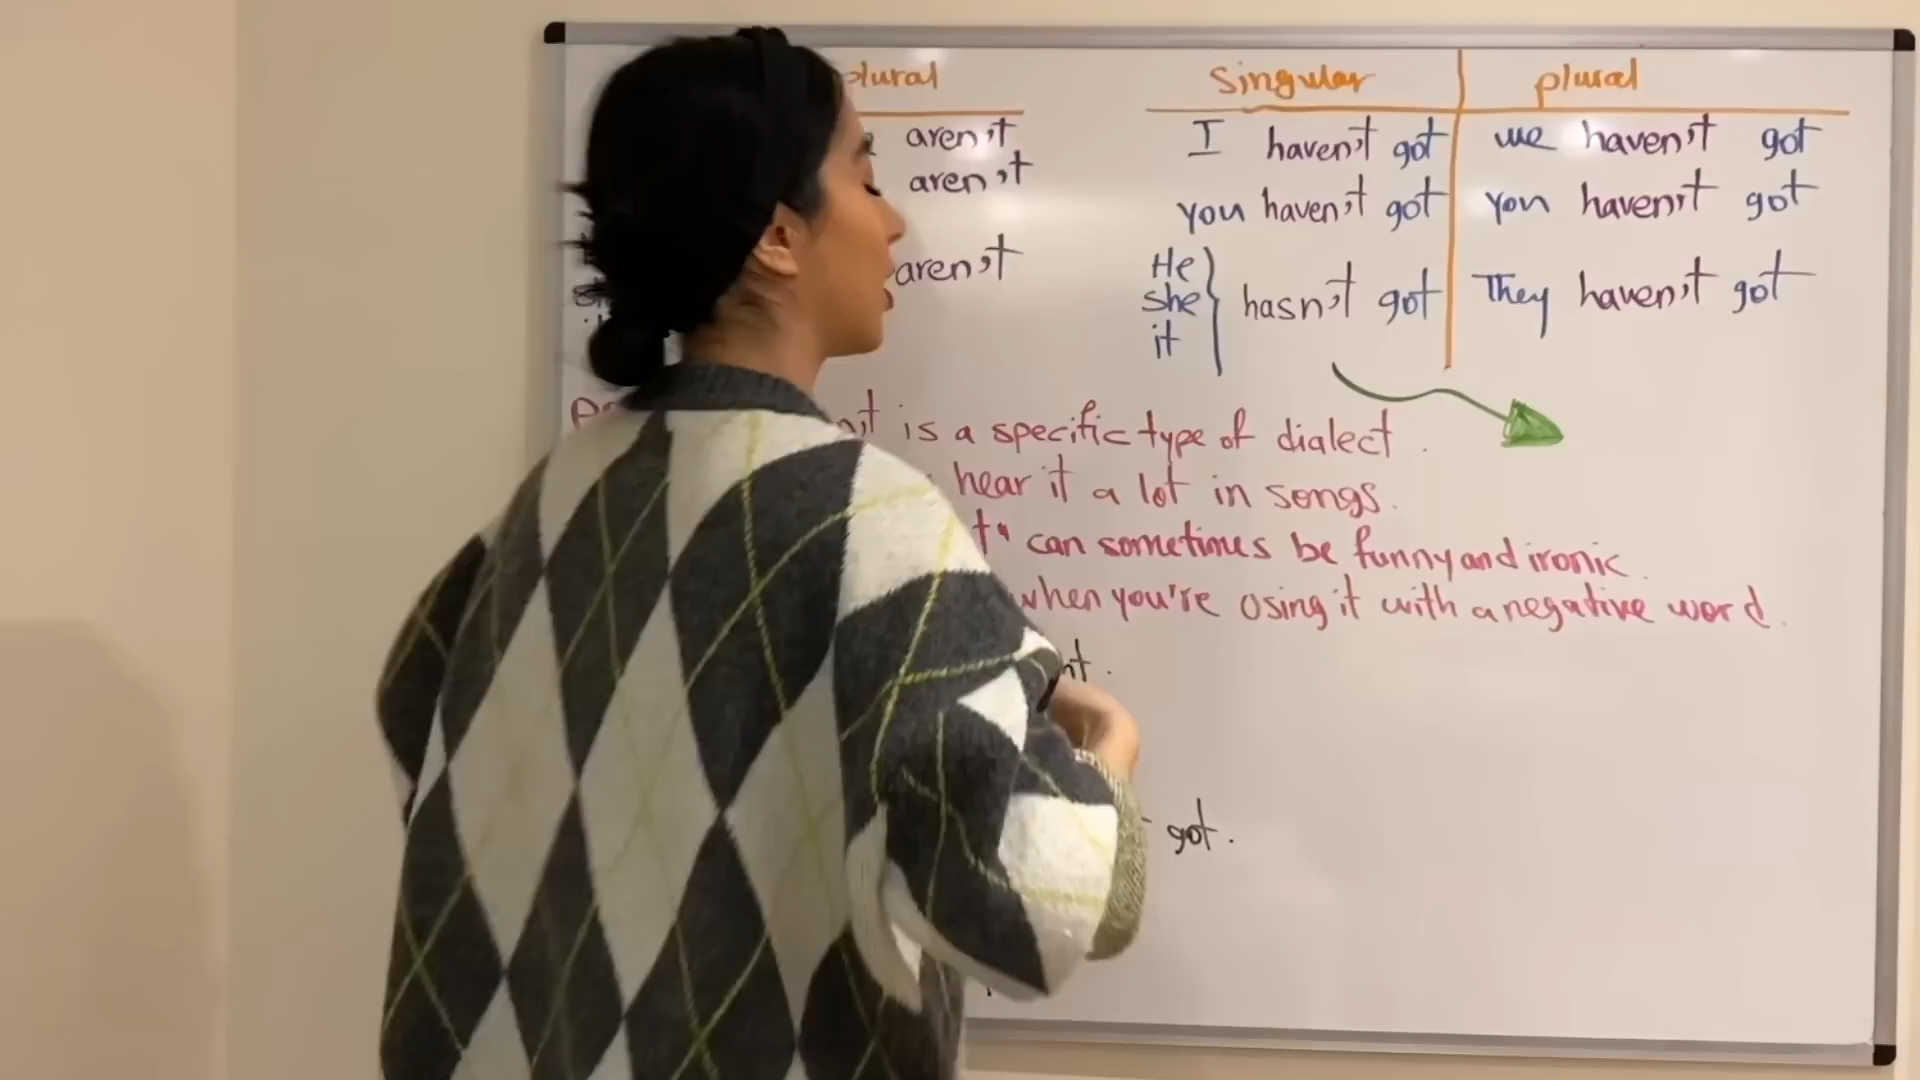 plural
aren't
aren't
aren't
singular plural
I haven't got we haven't got
you haven't got you haven't got
He
she hasn't got They haven't got
it
is a specific type of dialect.
hear it a lot in songs.
can sometimes be funny and ironic.
when you're using it with a negative word.
got.